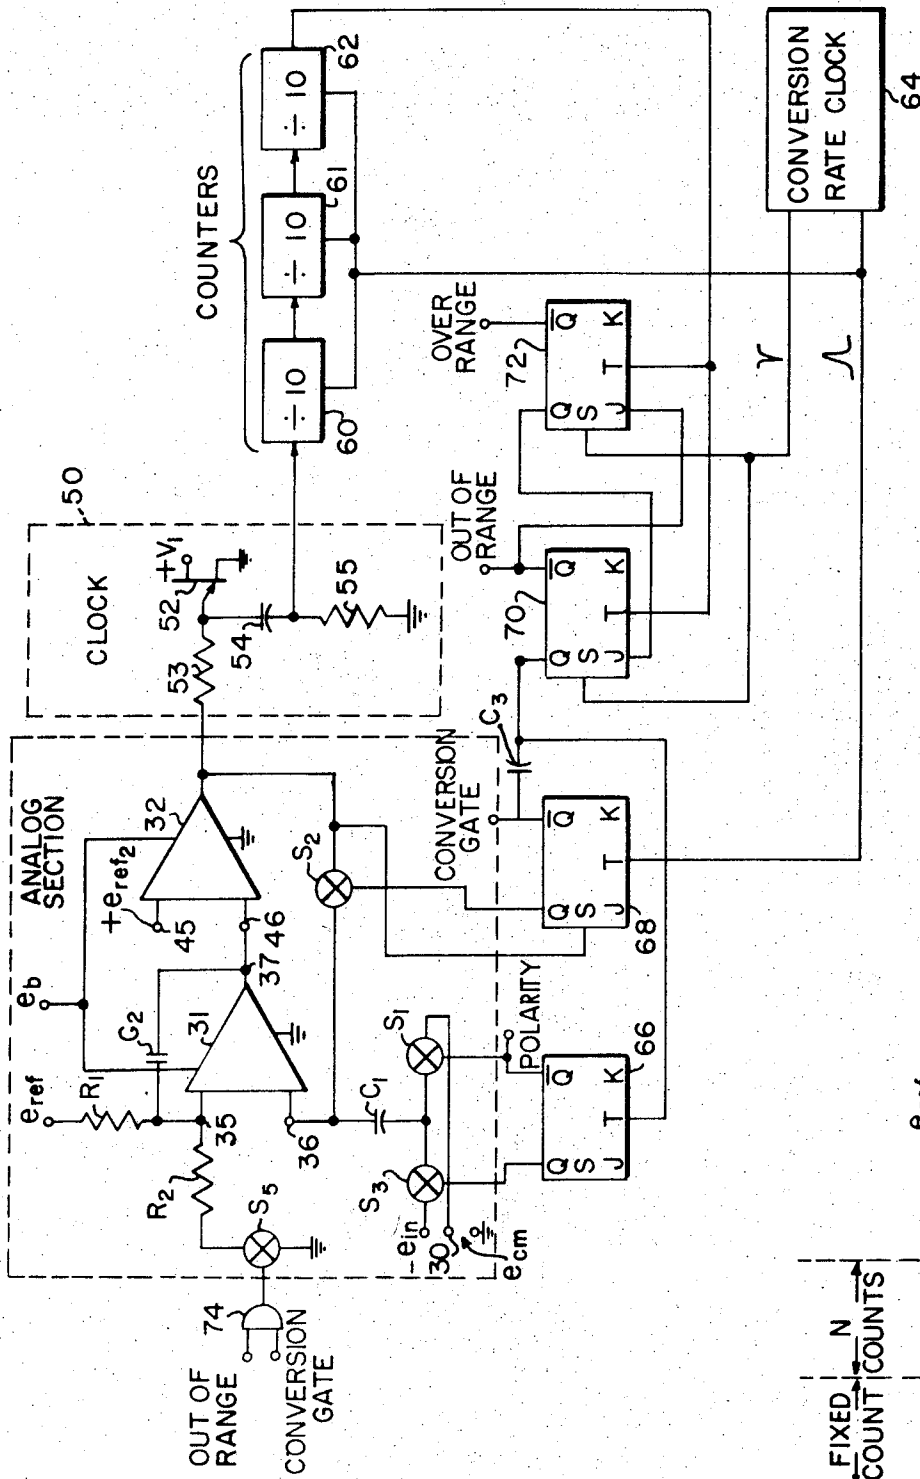 COUNTERS
÷ 10
60
÷ 10
61
÷ 10
62
CONVERSION
RATE CLOCK
64
50
CLOCK
+V1
52
53
54
55
ANALOG
SECTION
eb
eref
+eref2
45
46
32
31
37
35
36
C2
R1
R2
S5
S2
C1
S1
S3
-ein
30
ecm
74
OUT OF
RANGE
CONVERSION
GATE
CONVERSION
GATE
C3
POLARITY
Q
S
J
T
Q̅
K
66
Q
S
J
T
Q̅
K
68
OUT OF
RANGE
Q
S
J
T
Q̅
K
70
OVER
RANGE
Q
S
J
T
Q̅
K
72
FIXED
COUNT
N
COUNTS